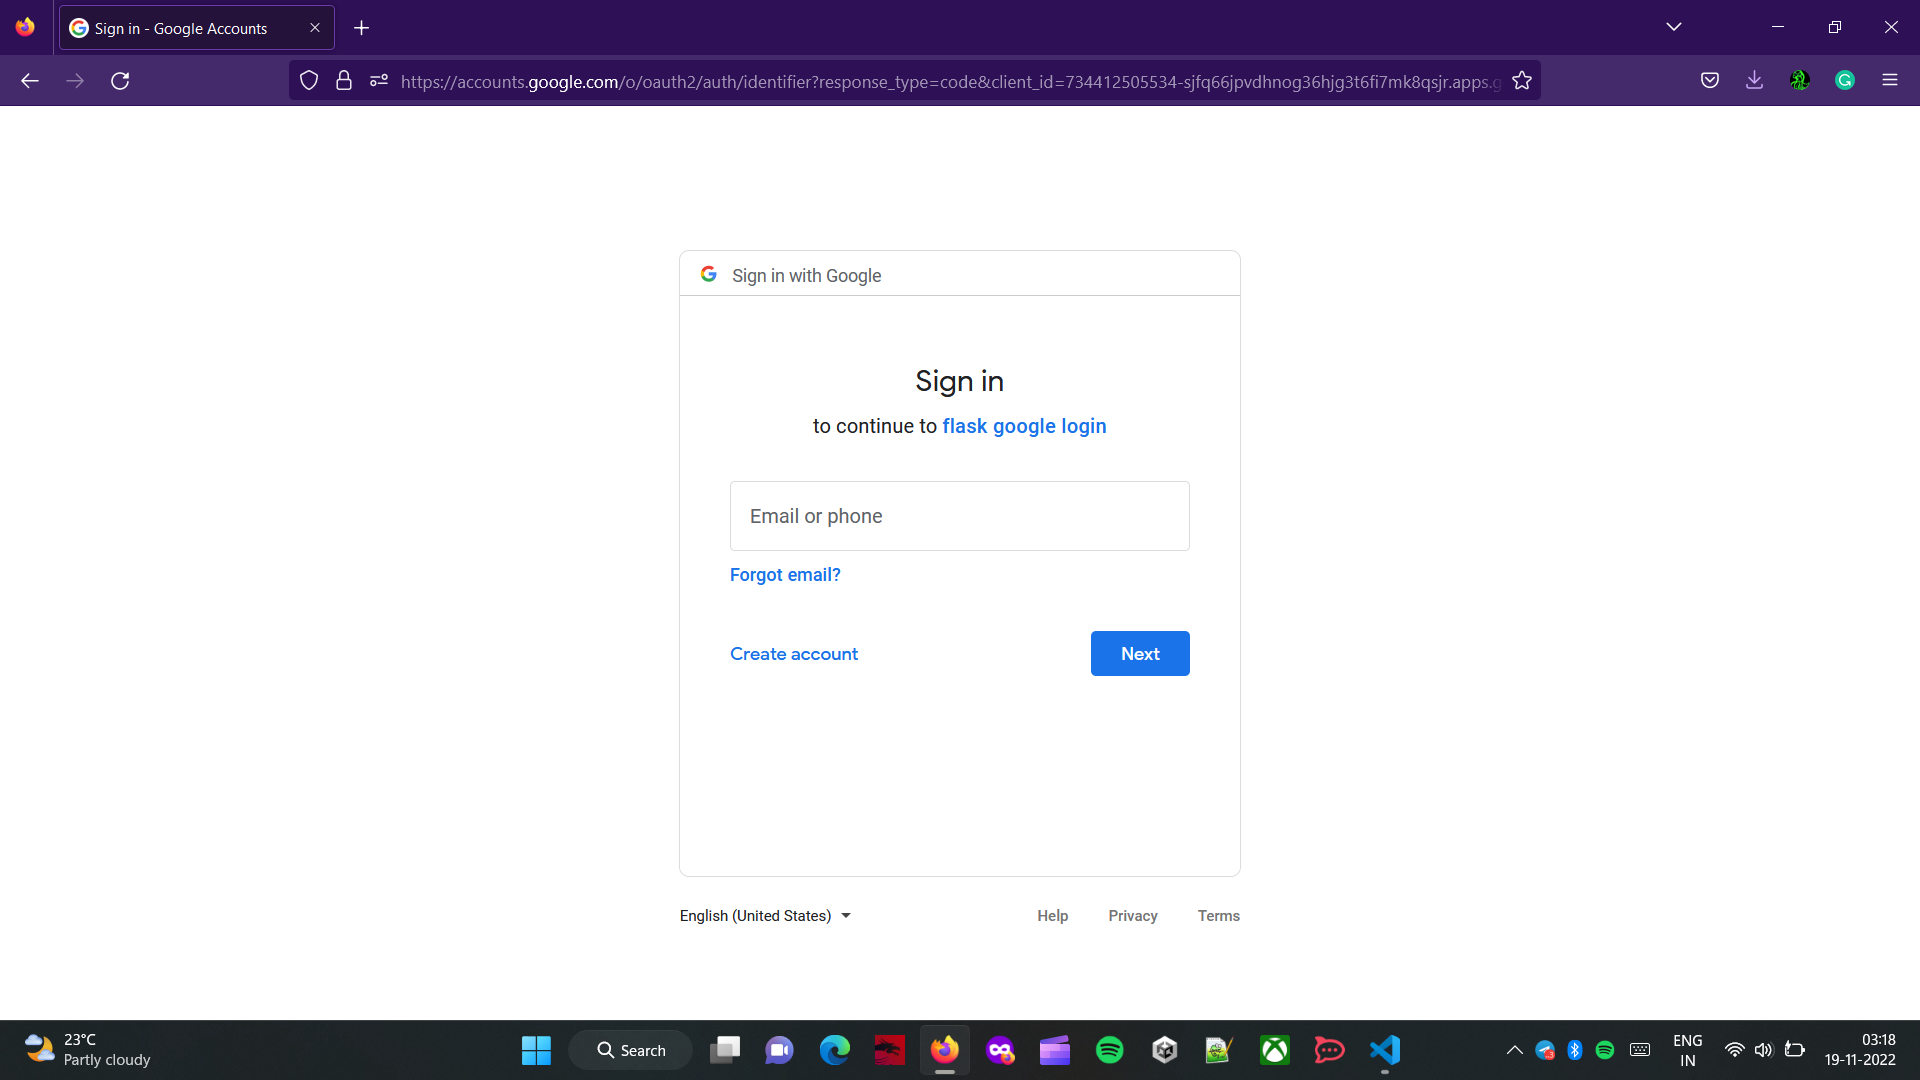 Sign in - Google Accounts
https://accounts.google.com/o/oauth2/auth/identifier?response_type=code&client_id=734412505534-sjfq66jpvdhnog36hjg3t6fi7mk8qsjr.apps.g
Sign in with Google
Sign in
to continue to flask google login
Email or phone
Forgot email?
Create account
Next
English (United States)
Help
Privacy
Terms
23°C
Partly cloudy
Search
ENG
IN
03:18
19-11-2022